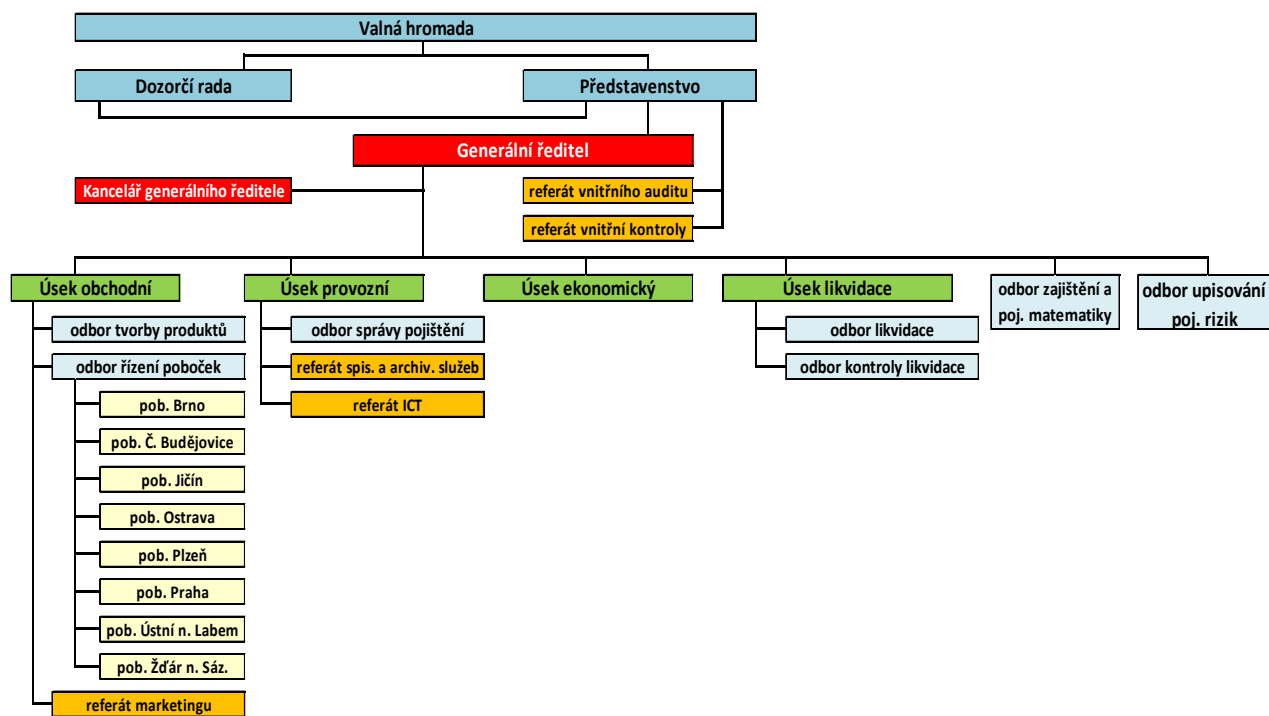 Valná hromada
Dozorčí rada
Představenstvo
Generální ředitel
Kancelář generálního ředitele
referát vnitřního auditu
referát vnitřní kontroly
Úsek obchodní
Úsek provozní
Úsek ekonomický
Úsek likvidace
odbor zajištění a
poj. matematiky
odbor upisování
poj. rizik
odbor tvorby produktů
odbor správy pojištění
odbor likvidace
odbor řízení poboček
referát spis. a archiv. služeb
odbor kontroly likvidace
pob. Brno
referát ICT
pob. Č. Budějovice
pob. Jičín
pob. Ostrava
pob. Plzeň
pob. Praha
pob. Ústní n. Labem
pob. Žďár n. Sáz.
referát marketingu